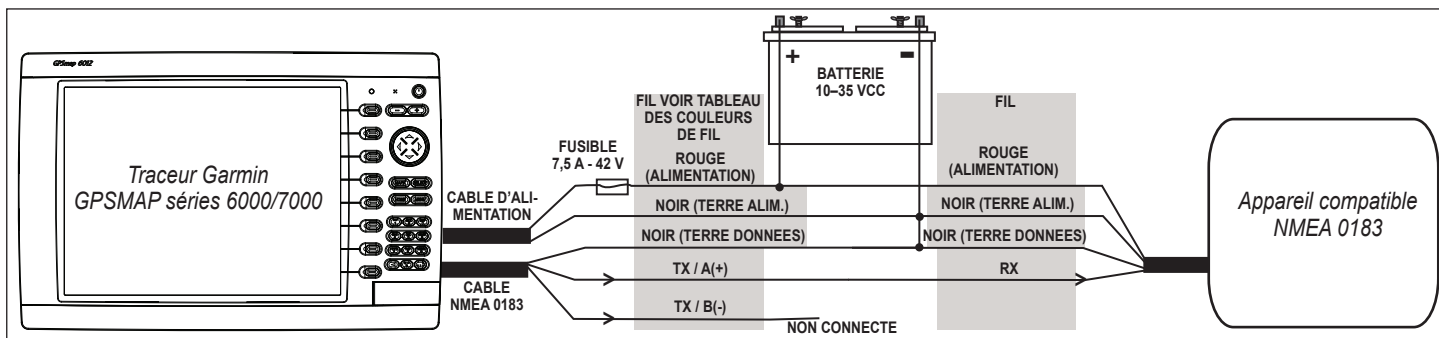 GPSmap 6012
Traceur Garmin
GPSMAP séries 6000/7000
CABLE D’ALI-
MENTATION
CABLE
NMEA 0183
FUSIBLE
7,5 A - 42 V
FIL VOIR TABLEAU
DES COULEURS
DE FIL
ROUGE
(ALIMENTATION)
NOIR (TERRE ALIM.)
NOIR (TERRE DONNEES)
TX / A(+)
TX / B(-)
NON CONNECTE
+
-
BATTERIE
10–35 VCC
FIL
ROUGE
(ALIMENTATION)
NOIR (TERRE ALIM.)
NOIR (TERRE DONNEES)
RX
Appareil compatible
NMEA 0183